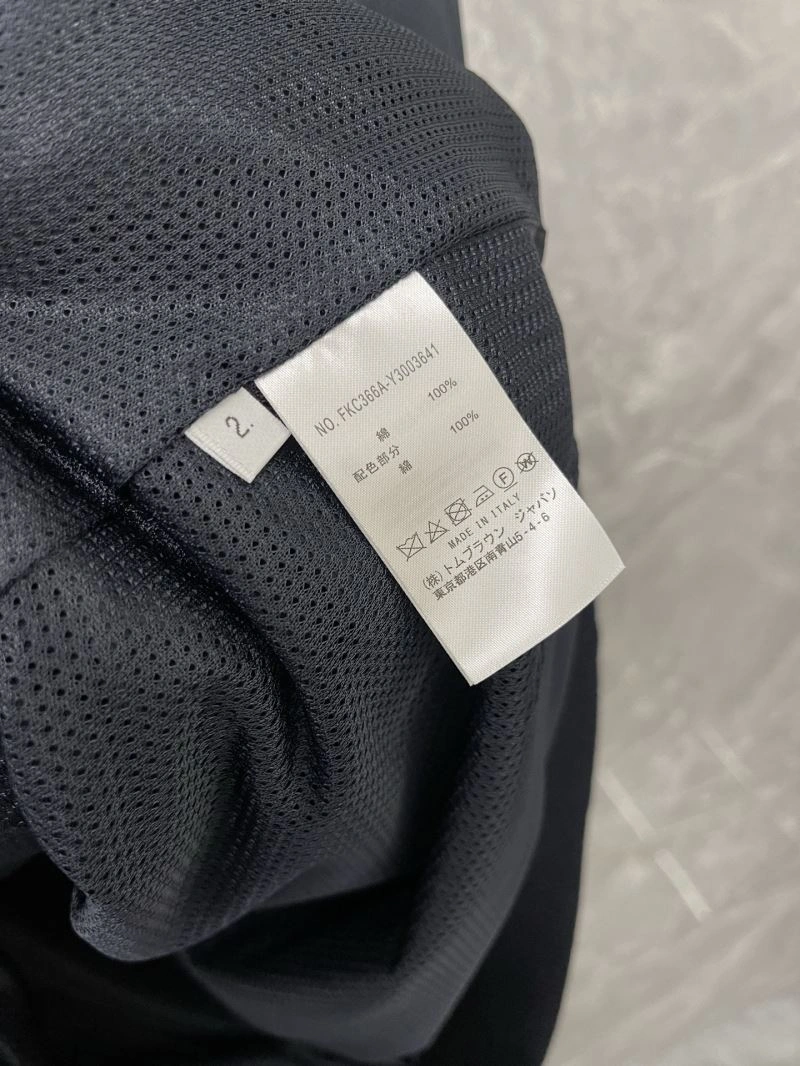 2.
NO. FKC366A-Y3003641
綿 100%
配色部分
綿 100%
F W
MADE IN ITALY
(株)トムブラウン ジャパン
東京都港区南青山5-4-6